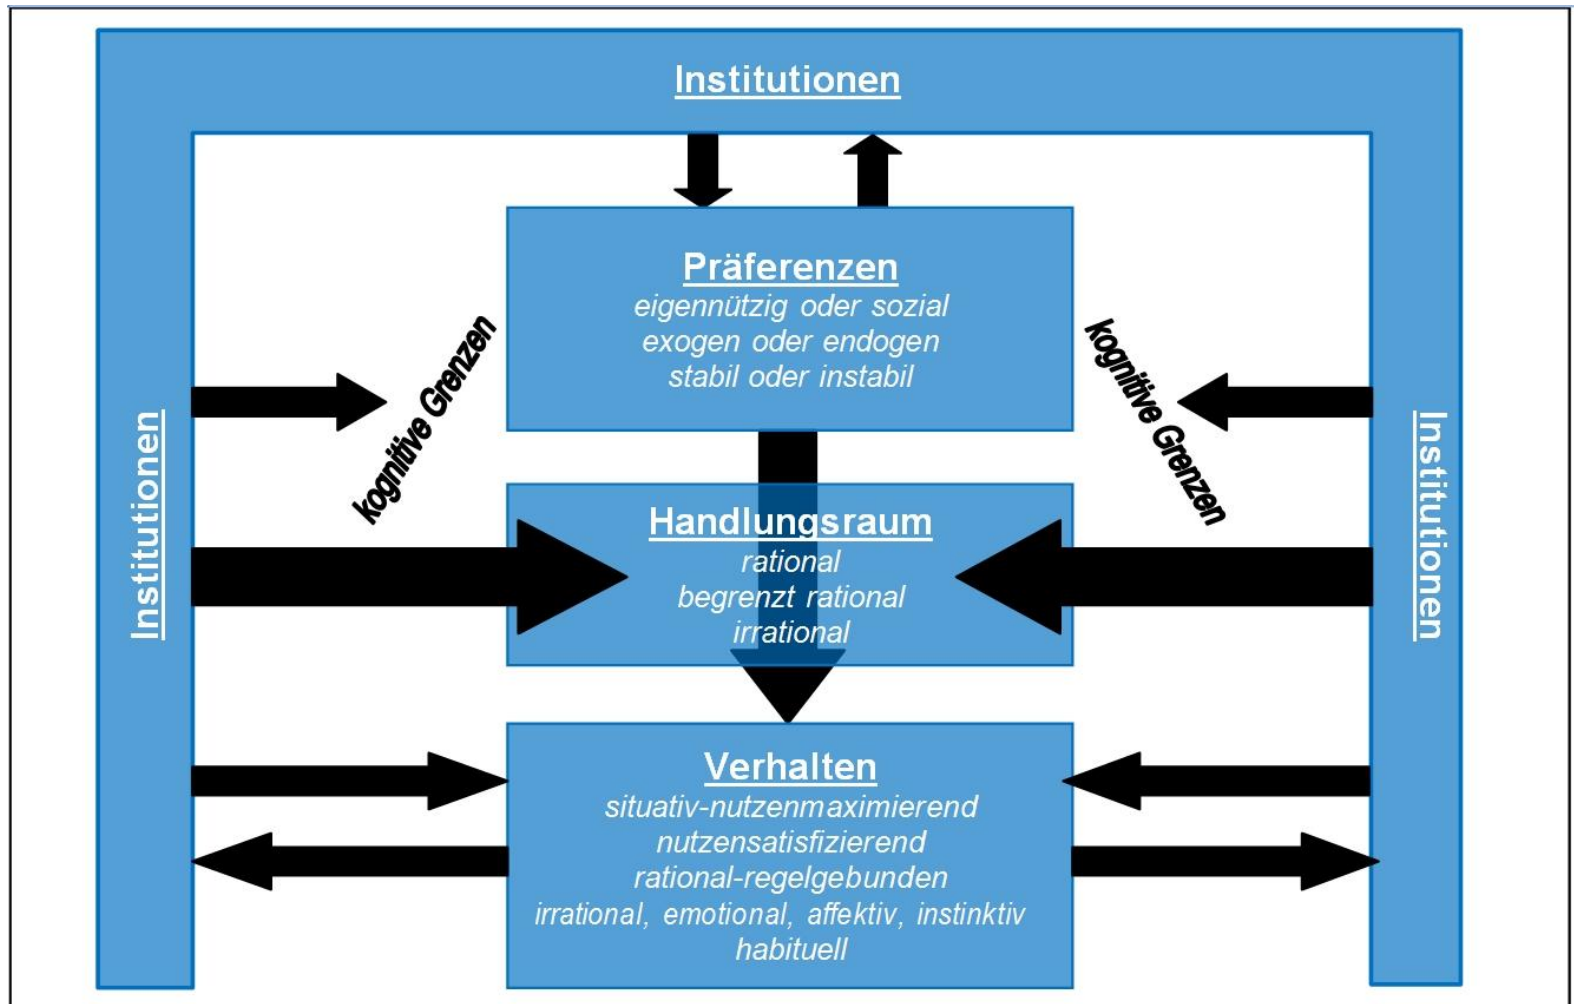 Institutionen
Präferenzen
eigennützig oder sozial
exogen oder endogen
stabil oder instabil
kognitive Grenzen
kognitive Grenzen
Institutionen
Institutionen
Handlungsraum
rational
begrenzt rational
irrational
Verhalten
situativ-nutzenmaximierend
nutzensatisfizierend
rational-regelgebunden
irrational, emotional, affektiv, instinktiv
habituell